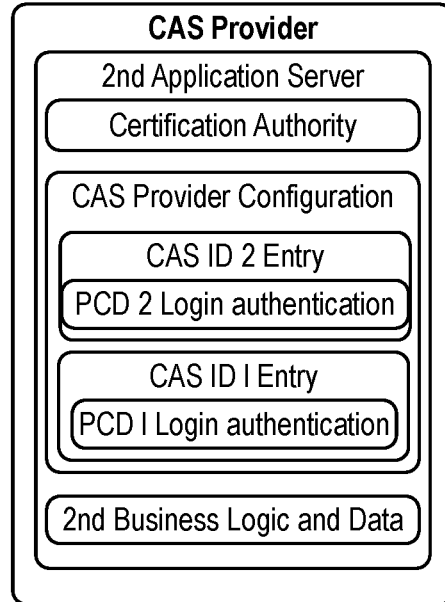 CAS Provider
2nd Application Server
Certification Authority
CAS Provider Configuration
CAS ID 2 Entry
PCD 2 Login authentication
CAS ID I Entry
PCD I Login authentication
2nd Business Logic and Data